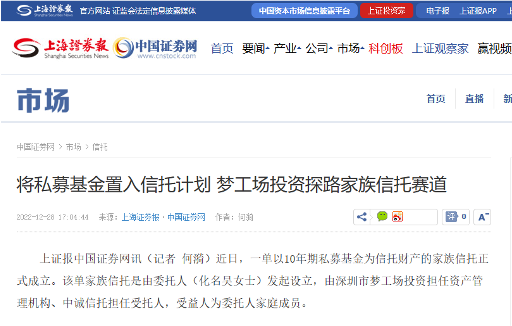 上海證券報 官方网站 证监会法定信息披露媒体 中国资本市场信息披露平台 上证投资家 电子报 上证报APP
上海證券報 Shanghai Securities News 中国证券网 www.cnstock.com 首页 要闻 产业 公司 市场 科创板 上证观察家 赢视频
市场 首页 直播
中国证券网 > 市场 > 信托
将私募基金置入信托计划 梦工场投资探路家族信托赛道
2022-12-28 17:04:44 来源：上海证券报·中国证券网 作者：何漪 评 0 A
上证报中国证券网讯（记者 何漪）近日，一单以10年期私募基金为信托财产的家族信托正
式成立。该单家族信托是由委托人（化名吴女士）发起设立，由深圳市梦工场投资担任资产管
理机构、中诚信托担任受托人，受益人为委托人家庭成员。